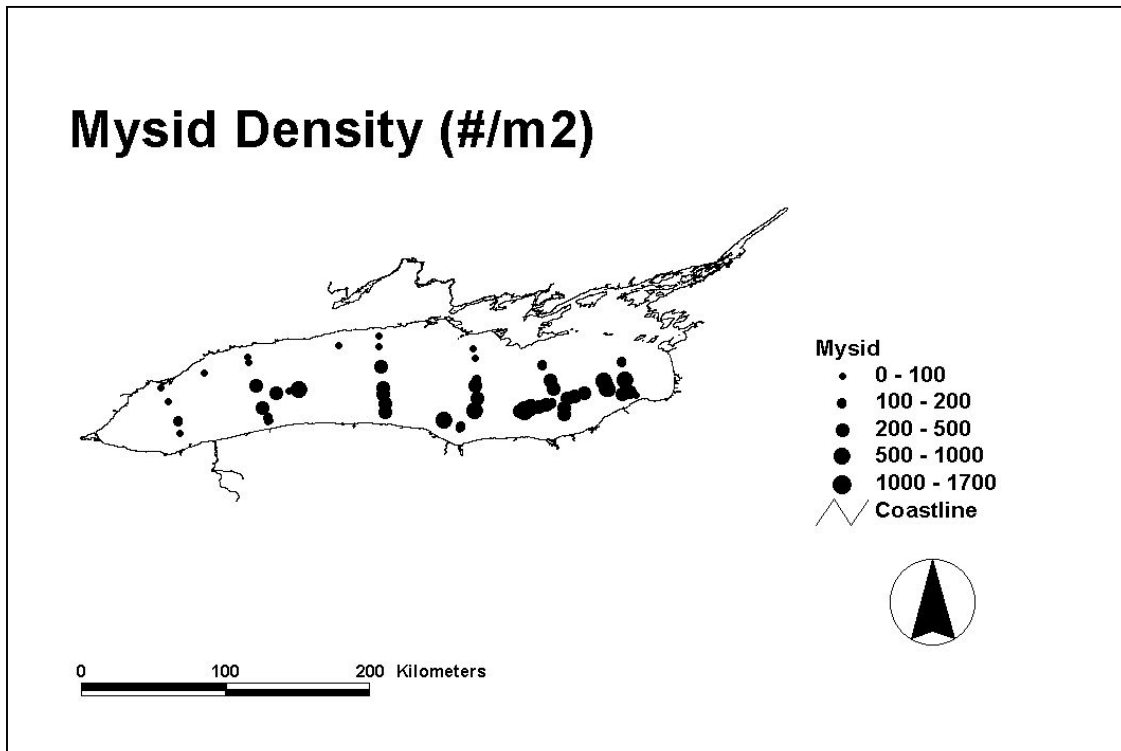 Mysid Density (#/m2)
Mysid
0 - 100
100 - 200
200 - 500
500 - 1000
1000 - 1700
Coastline
0 100 200 Kilometers